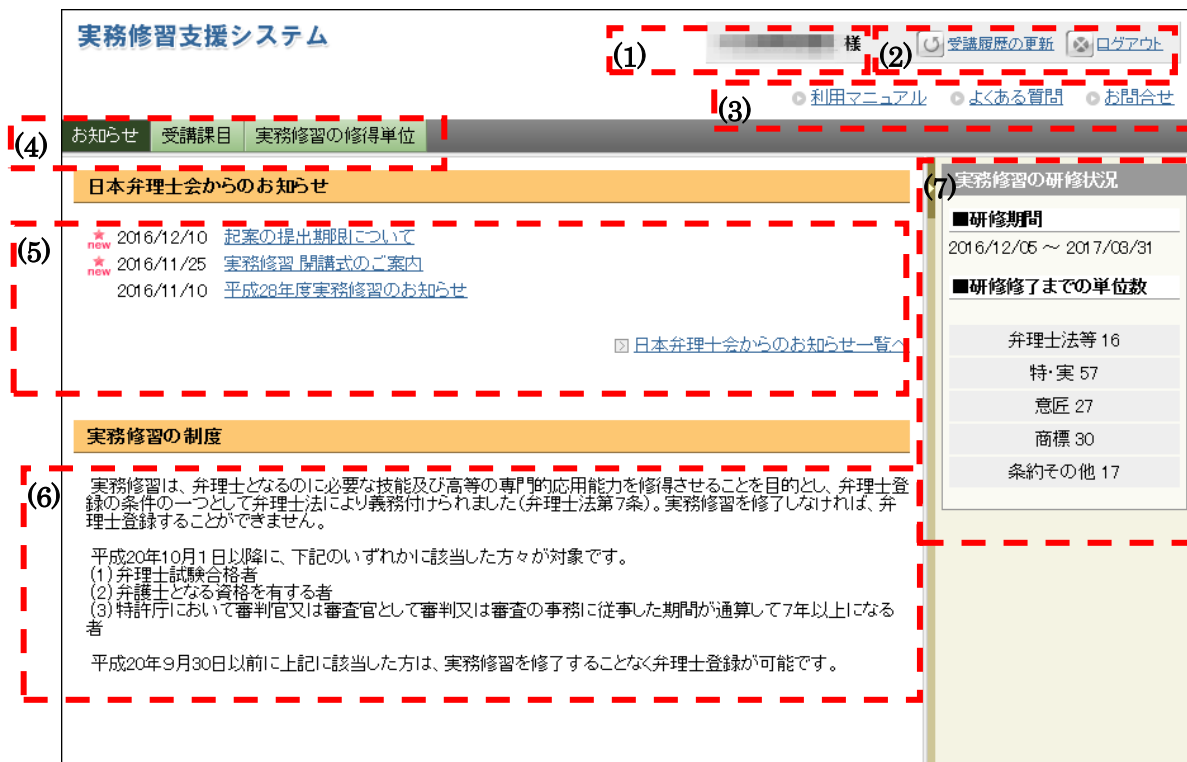 実務修習支援システム
(1) 様 (2) 受講履歴の更新 ログアウト
(3) 利用マニュアル よくある質問 お問合せ
(4) お知らせ 受講課目 実務修習の修得単位
日本弁理士会からのお知らせ
(5)
new 2016/12/10 起案の提出期限について
new 2016/11/25 実務修習 開講式のご案内
2016/11/10 平成28年度実務修習のお知らせ
日本弁理士会からのお知らせ一覧へ
実務修習の制度
(6)
実務修習は、弁理士となるのに必要な技能及び高等の専門的応用能力を修得させることを目的とし、弁理士登
録の条件の一つとして弁理士法により義務付けられました(弁理士法第7条)。実務修習を修了しなければ、弁
理士登録することができません。
平成20年10月1日以降に、下記のいずれかに該当した方々が対象です。
(1)弁理士試験合格者
(2)弁護士となる資格を有する者
(3)特許庁において審判官又は審査官として審判又は審査の事務に従事した期間が通算して7年以上になる
者
平成20年9月30日以前に上記に該当した方は、実務修習を修了することなく弁理士登録が可能です。
(7) 実務修習の研修状況
■研修期間
2016/12/05 ～ 2017/03/31
■研修修了までの単位数
弁理士法等 16
特・実 57
意匠 27
商標 30
条約その他 17